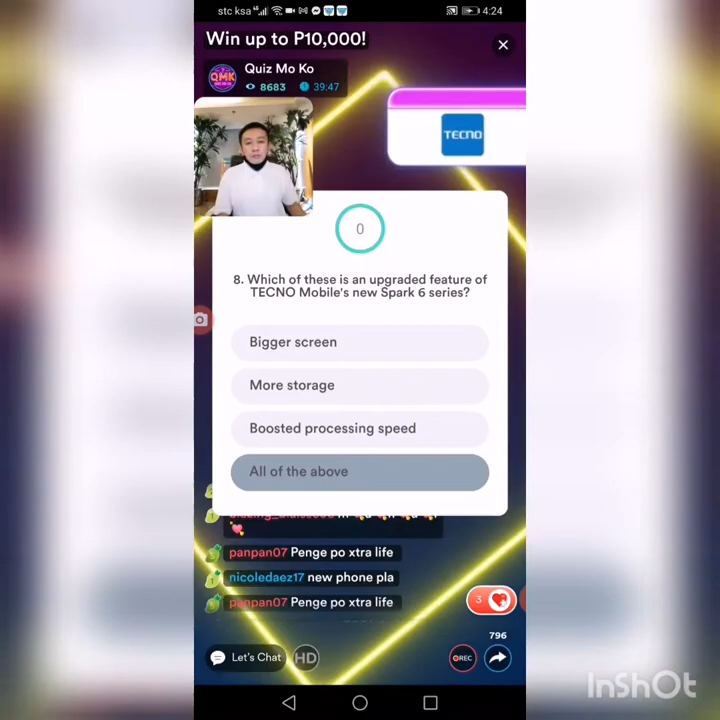 stc ksa 4G 4:24
Win up to P10,000!
Quiz Mo Ko
QMK
8683 39:47
TECNO
0
8. Which of these is an upgraded feature of
TECNO Mobile's new Spark 6 series?
Bigger screen
More storage
Boosted processing speed
All of the above
panpan07 Penge po xtra life
nicoledaez17 new phone pla
panpan07 Penge po xtra life
3
796
Let's Chat HD REC
InShOt